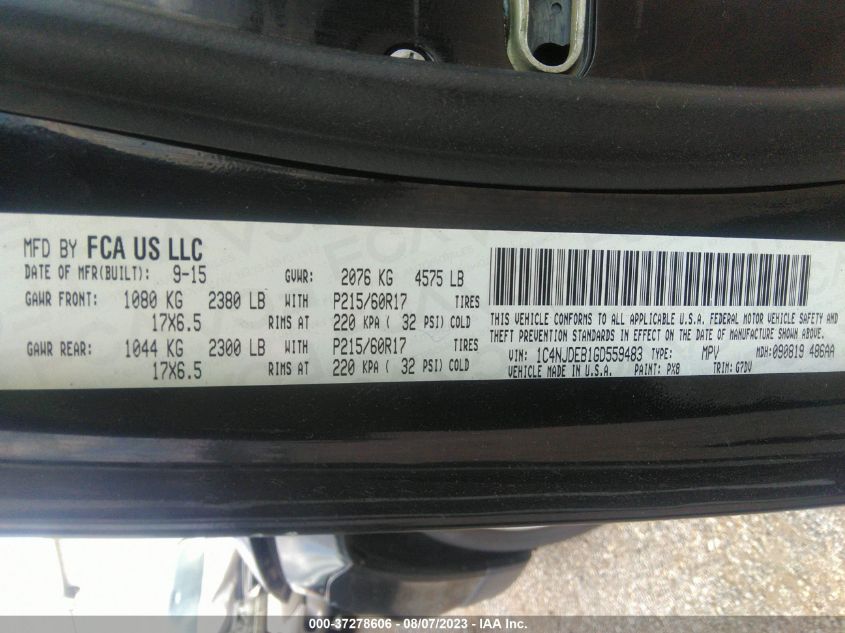 MFD BY FCA US LLC
DATE OF MFR(BUILT): 9-15 GVWR: 2076 KG 4575 LB
GAWR FRONT: 1080 KG 2380 LB WITH P215/60R17 TIRES
17X6.5 RIMS AT 220 KPA ( 32 PSI) COLD
GAWR REAR: 1044 KG 2300 LB WITH P215/60R17 TIRES
17X6.5 RIMS AT 220 KPA ( 32 PSI) COLD
THIS VEHICLE CONFORMS TO ALL APPLICABLE U.S.A. FEDERAL MOTOR VEHICLE SAFETY AND
THEFT PREVENTION STANDARDS IN EFFECT ON THE DATE OF MANUFACTURE SHOWN ABOVE.
VIN: 1C4NJDEB1GD559483 TYPE: MPV MDH: 090819 486AA
VEHICLE MADE IN U.S.A. PAINT: PX8 TRIM: G7DV
000-37278606 - 08/07/2023 - IAA Inc.